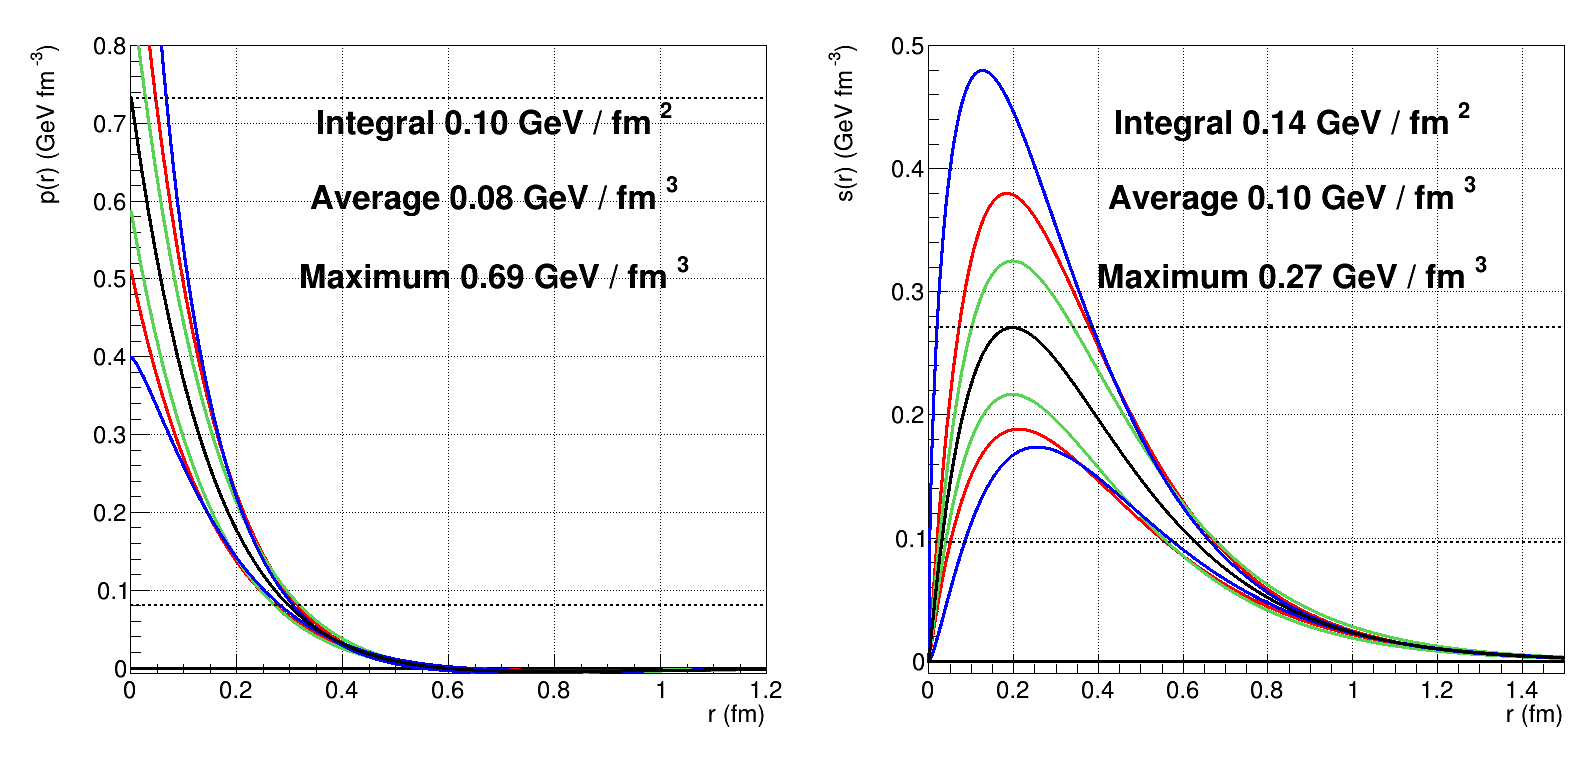 p(r) (GeV fm⁻³)
0.8
0.7
0.6
0.5
0.4
0.3
0.2
0.1
0
Integral 0.10 GeV / fm ²
Average 0.08 GeV / fm ³
Maximum 0.69 GeV / fm ³
0 0.2 0.4 0.6 0.8 1 1.2
r (fm)
s(r) (GeV fm⁻³)
0.5
0.4
0.3
0.2
0.1
0
Integral 0.14 GeV / fm ²
Average 0.10 GeV / fm ³
Maximum 0.27 GeV / fm ³
0 0.2 0.4 0.6 0.8 1 1.2 1.4
r (fm)